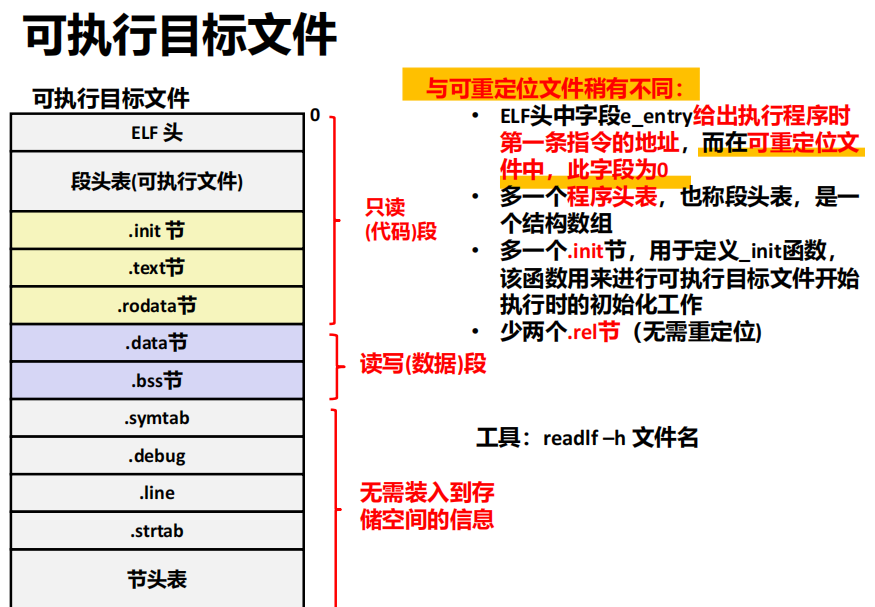 可执行目标文件
可执行目标文件
0
ELF 头
段头表(可执行文件)
.init 节
.text节
.rodata节
.data节
.bss节
.symtab
.debug
.line
.strtab
节头表
只读
(代码)段
读写(数据)段
无需装入到存
储空间的信息
与可重定位文件稍有不同：
• ELF头中字段e_entry给出执行程序时
第一条指令的地址，而在可重定位文
件中，此字段为0
• 多一个程序头表，也称段头表，是一
个结构数组
• 多一个.init节，用于定义_init函数，
该函数用来进行可执行目标文件开始
执行时的初始化工作
• 少两个.rel节（无需重定位)
工具：readlf –h 文件名